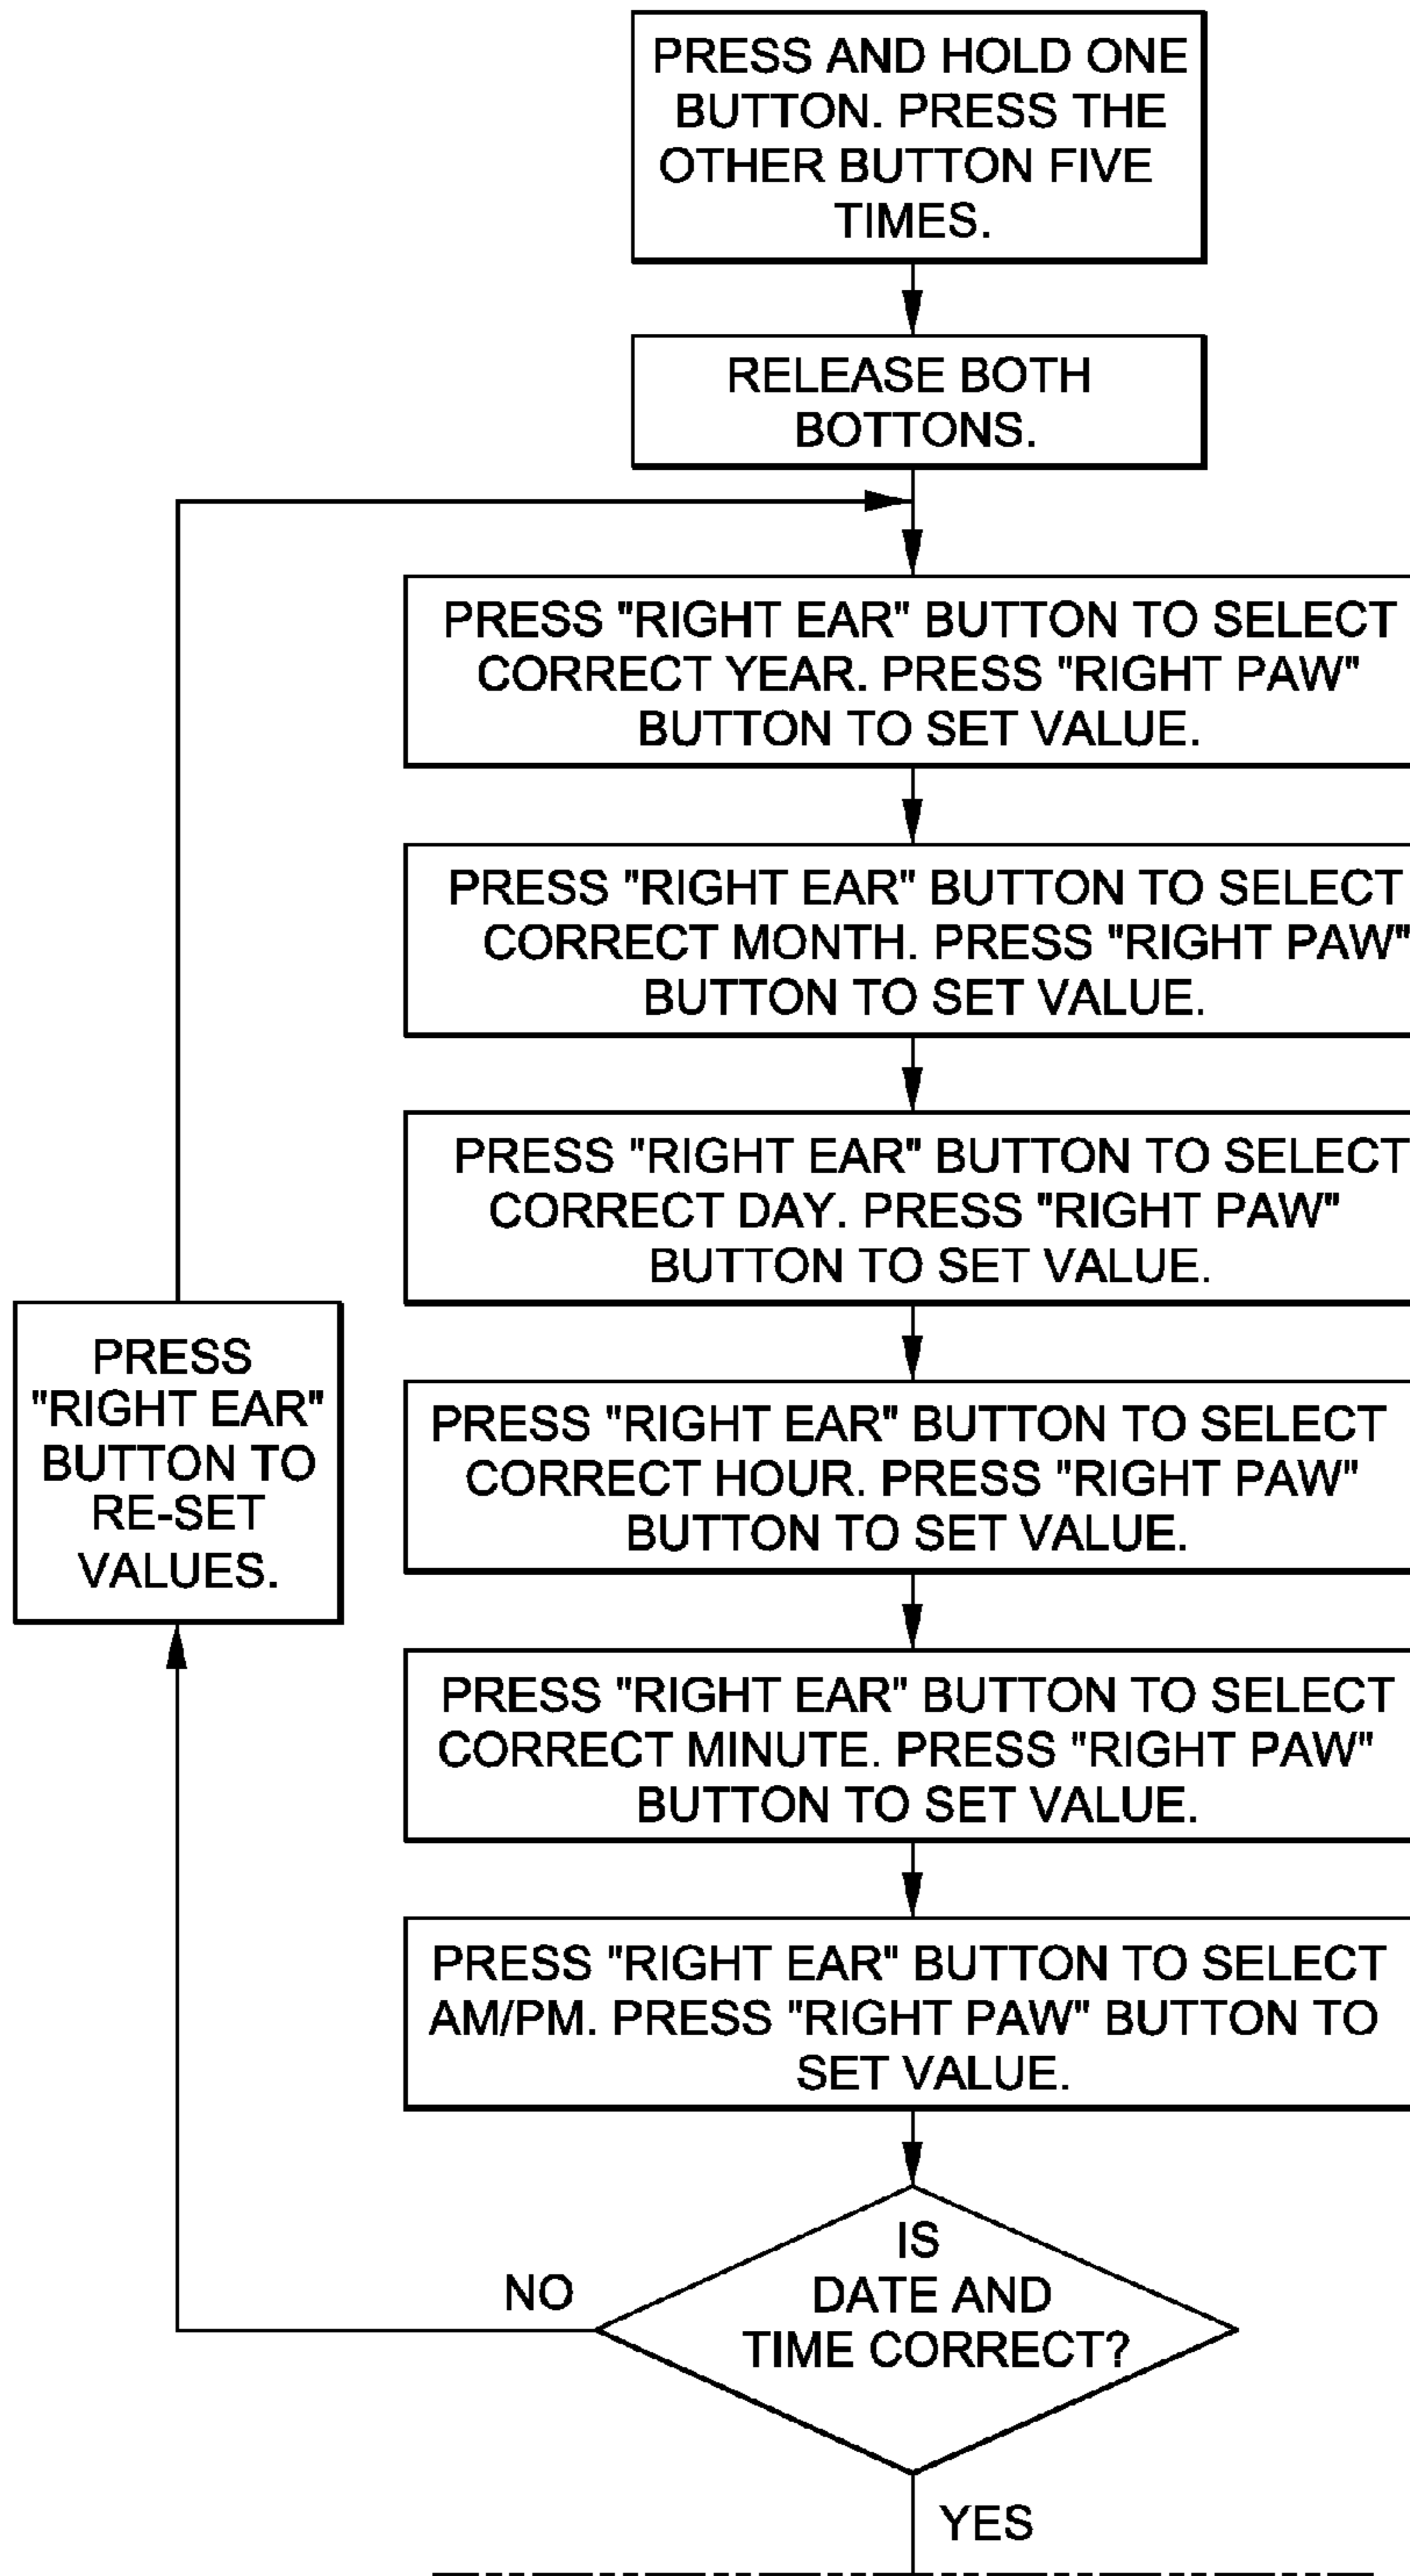 PRESS AND HOLD ONE
BUTTON. PRESS THE
OTHER BUTTON FIVE
TIMES.
RELEASE BOTH
BOTTONS.
PRESS "RIGHT EAR" BUTTON TO SELECT
CORRECT YEAR. PRESS "RIGHT PAW"
BUTTON TO SET VALUE.
PRESS "RIGHT EAR" BUTTON TO SELECT
CORRECT MONTH. PRESS "RIGHT PAW"
BUTTON TO SET VALUE.
PRESS "RIGHT EAR" BUTTON TO SELECT
CORRECT DAY. PRESS "RIGHT PAW"
BUTTON TO SET VALUE.
PRESS
"RIGHT EAR"
BUTTON TO
RE-SET
VALUES.
PRESS "RIGHT EAR" BUTTON TO SELECT
CORRECT HOUR. PRESS "RIGHT PAW"
BUTTON TO SET VALUE.
PRESS "RIGHT EAR" BUTTON TO SELECT
CORRECT MINUTE. PRESS "RIGHT PAW"
BUTTON TO SET VALUE.
PRESS "RIGHT EAR" BUTTON TO SELECT
AM/PM. PRESS "RIGHT PAW" BUTTON TO
SET VALUE.
IS
DATE AND
TIME CORRECT?
NO
YES